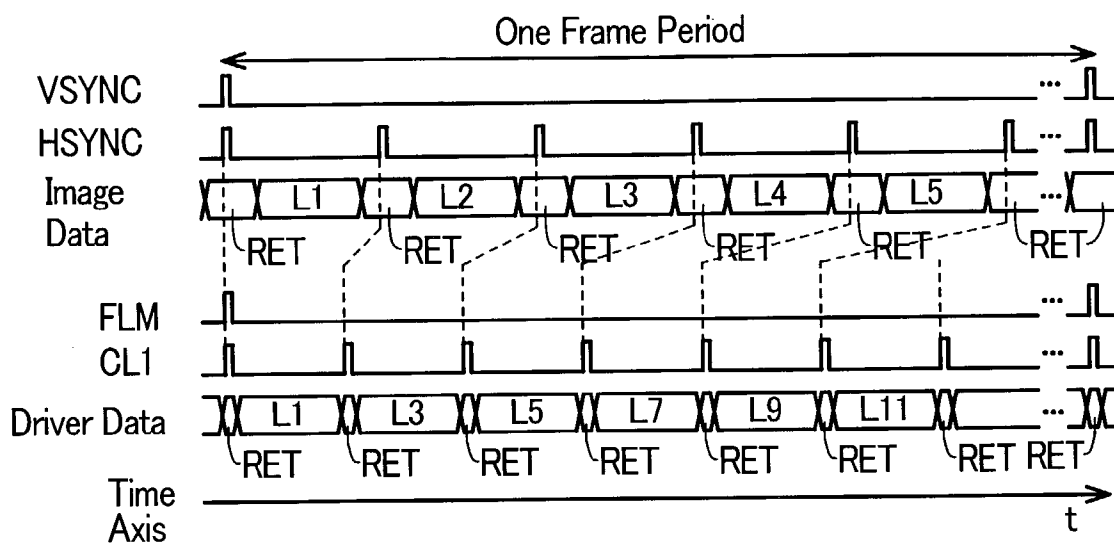 One Frame Period
VSYNC ...
HSYNC ...
Image Data L1 L2 L3 L4 L5 ...
RET RET RET RET RET RET
FLM ...
CL1 ...
Driver Data L1 L3 L5 L7 L9 L11 ...
RET RET RET RET RET RET RET RET
Time
Axis
t